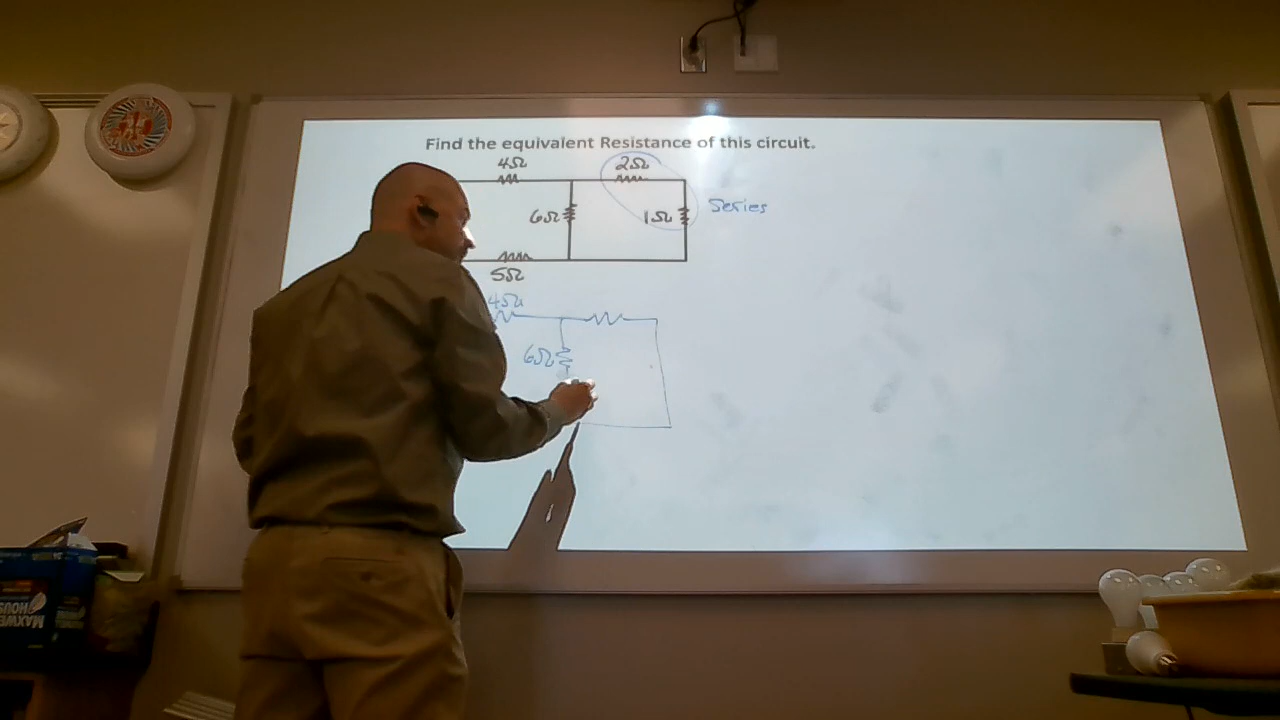 Find the equivalent Resistance of this circuit.
4Ω
2Ω
6Ω
1Ω
Series
5Ω
4Ω
6Ω
MAXWELL
HOUSE